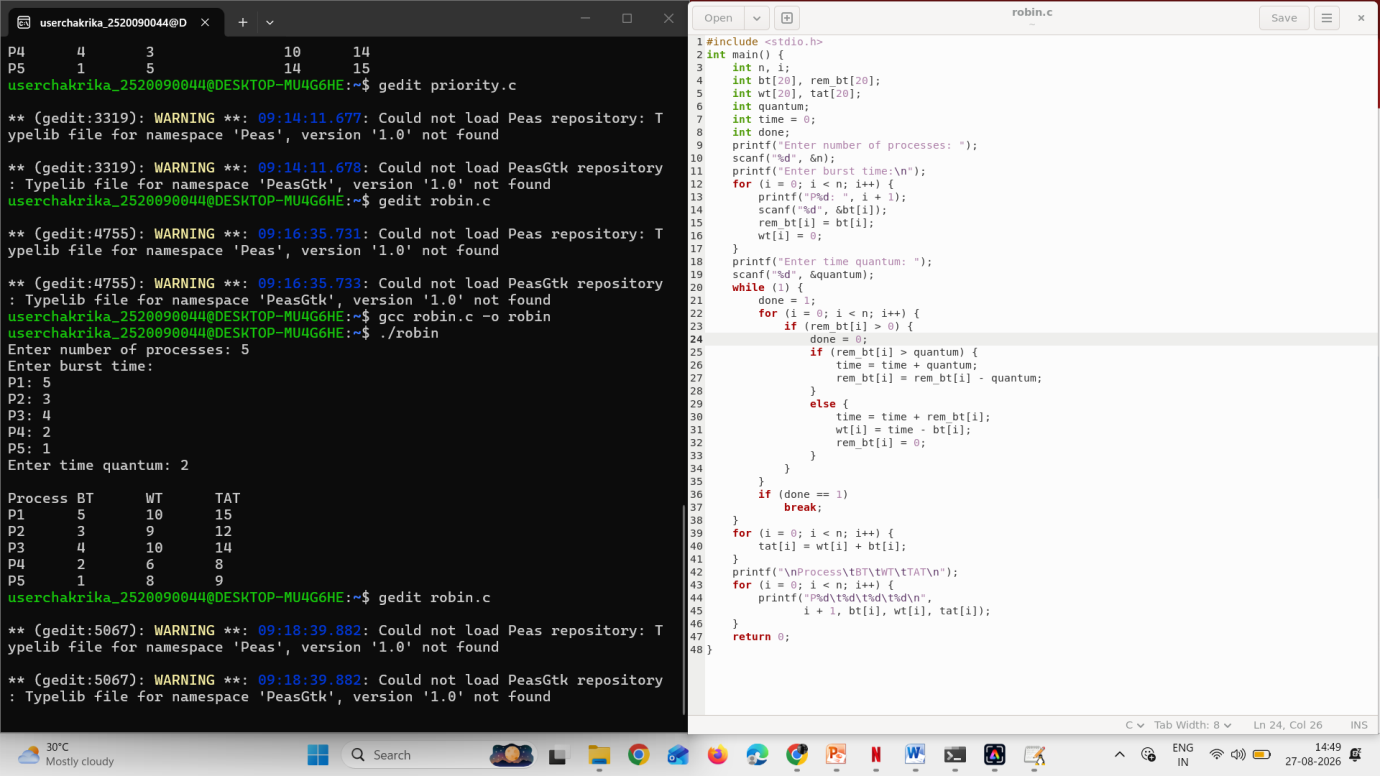 userchakrika_2520090044@D
P4      4       3               10      14
P5      1       5               14      15
userchakrika_2520090044@DESKTOP-MU4G6HE:~$ gedit priority.c
** (gedit:3319): WARNING **: 09:14:11.677: Could not load Peas repository: T
ypelib file for namespace 'Peas', version '1.0' not found
** (gedit:3319): WARNING **: 09:14:11.678: Could not load PeasGtk repository
: Typelib file for namespace 'PeasGtk', version '1.0' not found
userchakrika_2520090044@DESKTOP-MU4G6HE:~$ gedit robin.c
** (gedit:4755): WARNING **: 09:16:35.731: Could not load Peas repository: T
ypelib file for namespace 'Peas', version '1.0' not found
** (gedit:4755): WARNING **: 09:16:35.733: Could not load PeasGtk repository
: Typelib file for namespace 'PeasGtk', version '1.0' not found
userchakrika_2520090044@DESKTOP-MU4G6HE:~$ gcc robin.c -o robin
userchakrika_2520090044@DESKTOP-MU4G6HE:~$ ./robin
Enter number of processes: 5
Enter burst time:
P1: 5
P2: 3
P3: 4
P4: 2
P5: 1
Enter time quantum: 2
Process BT      WT      TAT
P1      5       10      15
P2      3       9       12
P3      4       10      14
P4      2       6       8
P5      1       8       9
userchakrika_2520090044@DESKTOP-MU4G6HE:~$ gedit robin.c
** (gedit:5067): WARNING **: 09:18:39.882: Could not load Peas repository: T
ypelib file for namespace 'Peas', version '1.0' not found
** (gedit:5067): WARNING **: 09:18:39.882: Could not load PeasGtk repository
: Typelib file for namespace 'PeasGtk', version '1.0' not found
Open
robin.c
~
Save
1 #include <stdio.h>
2 int main() {
3     int n, i;
4     int bt[20], rem_bt[20];
5     int wt[20], tat[20];
6     int quantum;
7     int time = 0;
8     int done;
9     printf("Enter number of processes: ");
10     scanf("%d", &n);
11     printf("Enter burst time:\n");
12     for (i = 0; i < n; i++) {
13         printf("P%d: ", i + 1);
14         scanf("%d", &bt[i]);
15         rem_bt[i] = bt[i];
16         wt[i] = 0;
17     }
18     printf("Enter time quantum: ");
19     scanf("%d", &quantum);
20     while (1) {
21         done = 1;
22         for (i = 0; i < n; i++) {
23             if (rem_bt[i] > 0) {
24                 done = 0;
25                 if (rem_bt[i] > quantum) {
26                     time = time + quantum;
27                     rem_bt[i] = rem_bt[i] - quantum;
28                 }
29                 else {
30                     time = time + rem_bt[i];
31                     wt[i] = time - bt[i];
32                     rem_bt[i] = 0;
33                 }
34             }
35         }
36         if (done == 1)
37             break;
38     }
39     for (i = 0; i < n; i++) {
40         tat[i] = wt[i] + bt[i];
41     }
42     printf("\nProcess\tBT\tWT\tTAT\n");
43     for (i = 0; i < n; i++) {
44         printf("P%d\t%d\t%d\t%d\n",
45                i + 1, bt[i], wt[i], tat[i]);
46     }
47     return 0;
48 }
C   Tab Width: 8   Ln 24, Col 26   INS
30°C
Mostly cloudy
Search
ENG
IN
14:49
27-08-2026